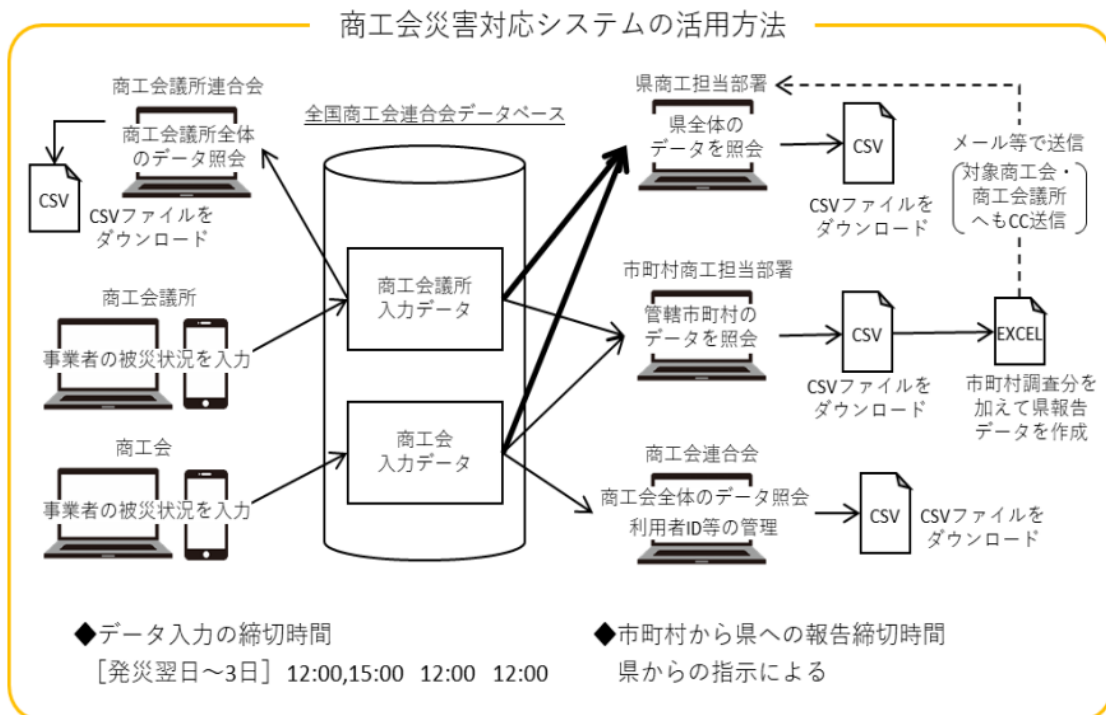 商工会災害対応システムの活用方法
商工会議所連合会
商工会議所全体
のデータ照会
CSV
CSVファイルを
ダウンロード
商工会議所
事業者の被災状況を入力
商工会
事業者の被災状況を入力
全国商工会連合会データベース
商工会議所
入力データ
商工会
入力データ
県商工担当部署
県全体の
データを照会
CSV
CSVファイルを
ダウンロード
メール等で送信
対象商工会・
商工会議所
へもCC送信
市町村商工担当部署
管轄市町村の
データを照会
CSV
CSVファイルを
ダウンロード
EXCEL
市町村調査分を
加えて県報告
データを作成
商工会連合会
商工会全体のデータ照会
利用者ID等の管理
CSV
CSVファイルを
ダウンロード
◆データ入力の締切時間
[発災翌日～3日] 12:00,15:00 12:00 12:00
◆市町村から県への報告締切時間
県からの指示による